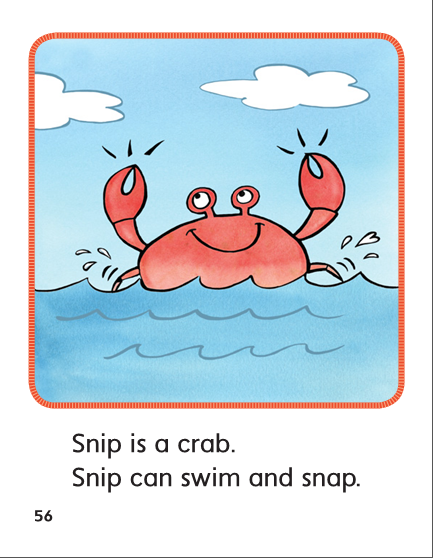 Snip is a crab.
Snip can swim and snap.
56